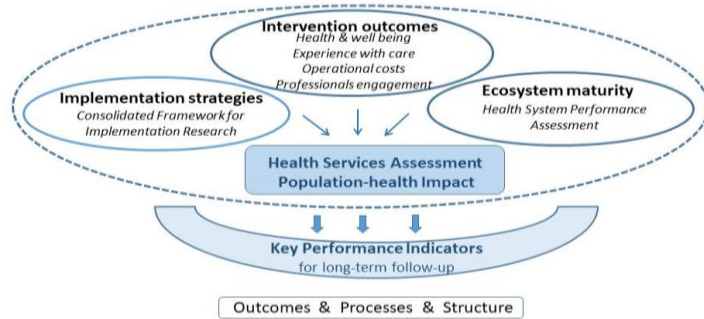 Intervention outcomes
Health & well being
Experience with care
Operational costs
Professionals engagement
Implementation strategies
Consolidated Framework for
Implementation Research
Ecosystem maturity
Health System Performance
Assessment
Health Services Assessment
Population-health Impact
Key Performance Indicators
for long-term follow-up
Outcomes & Processes & Structure